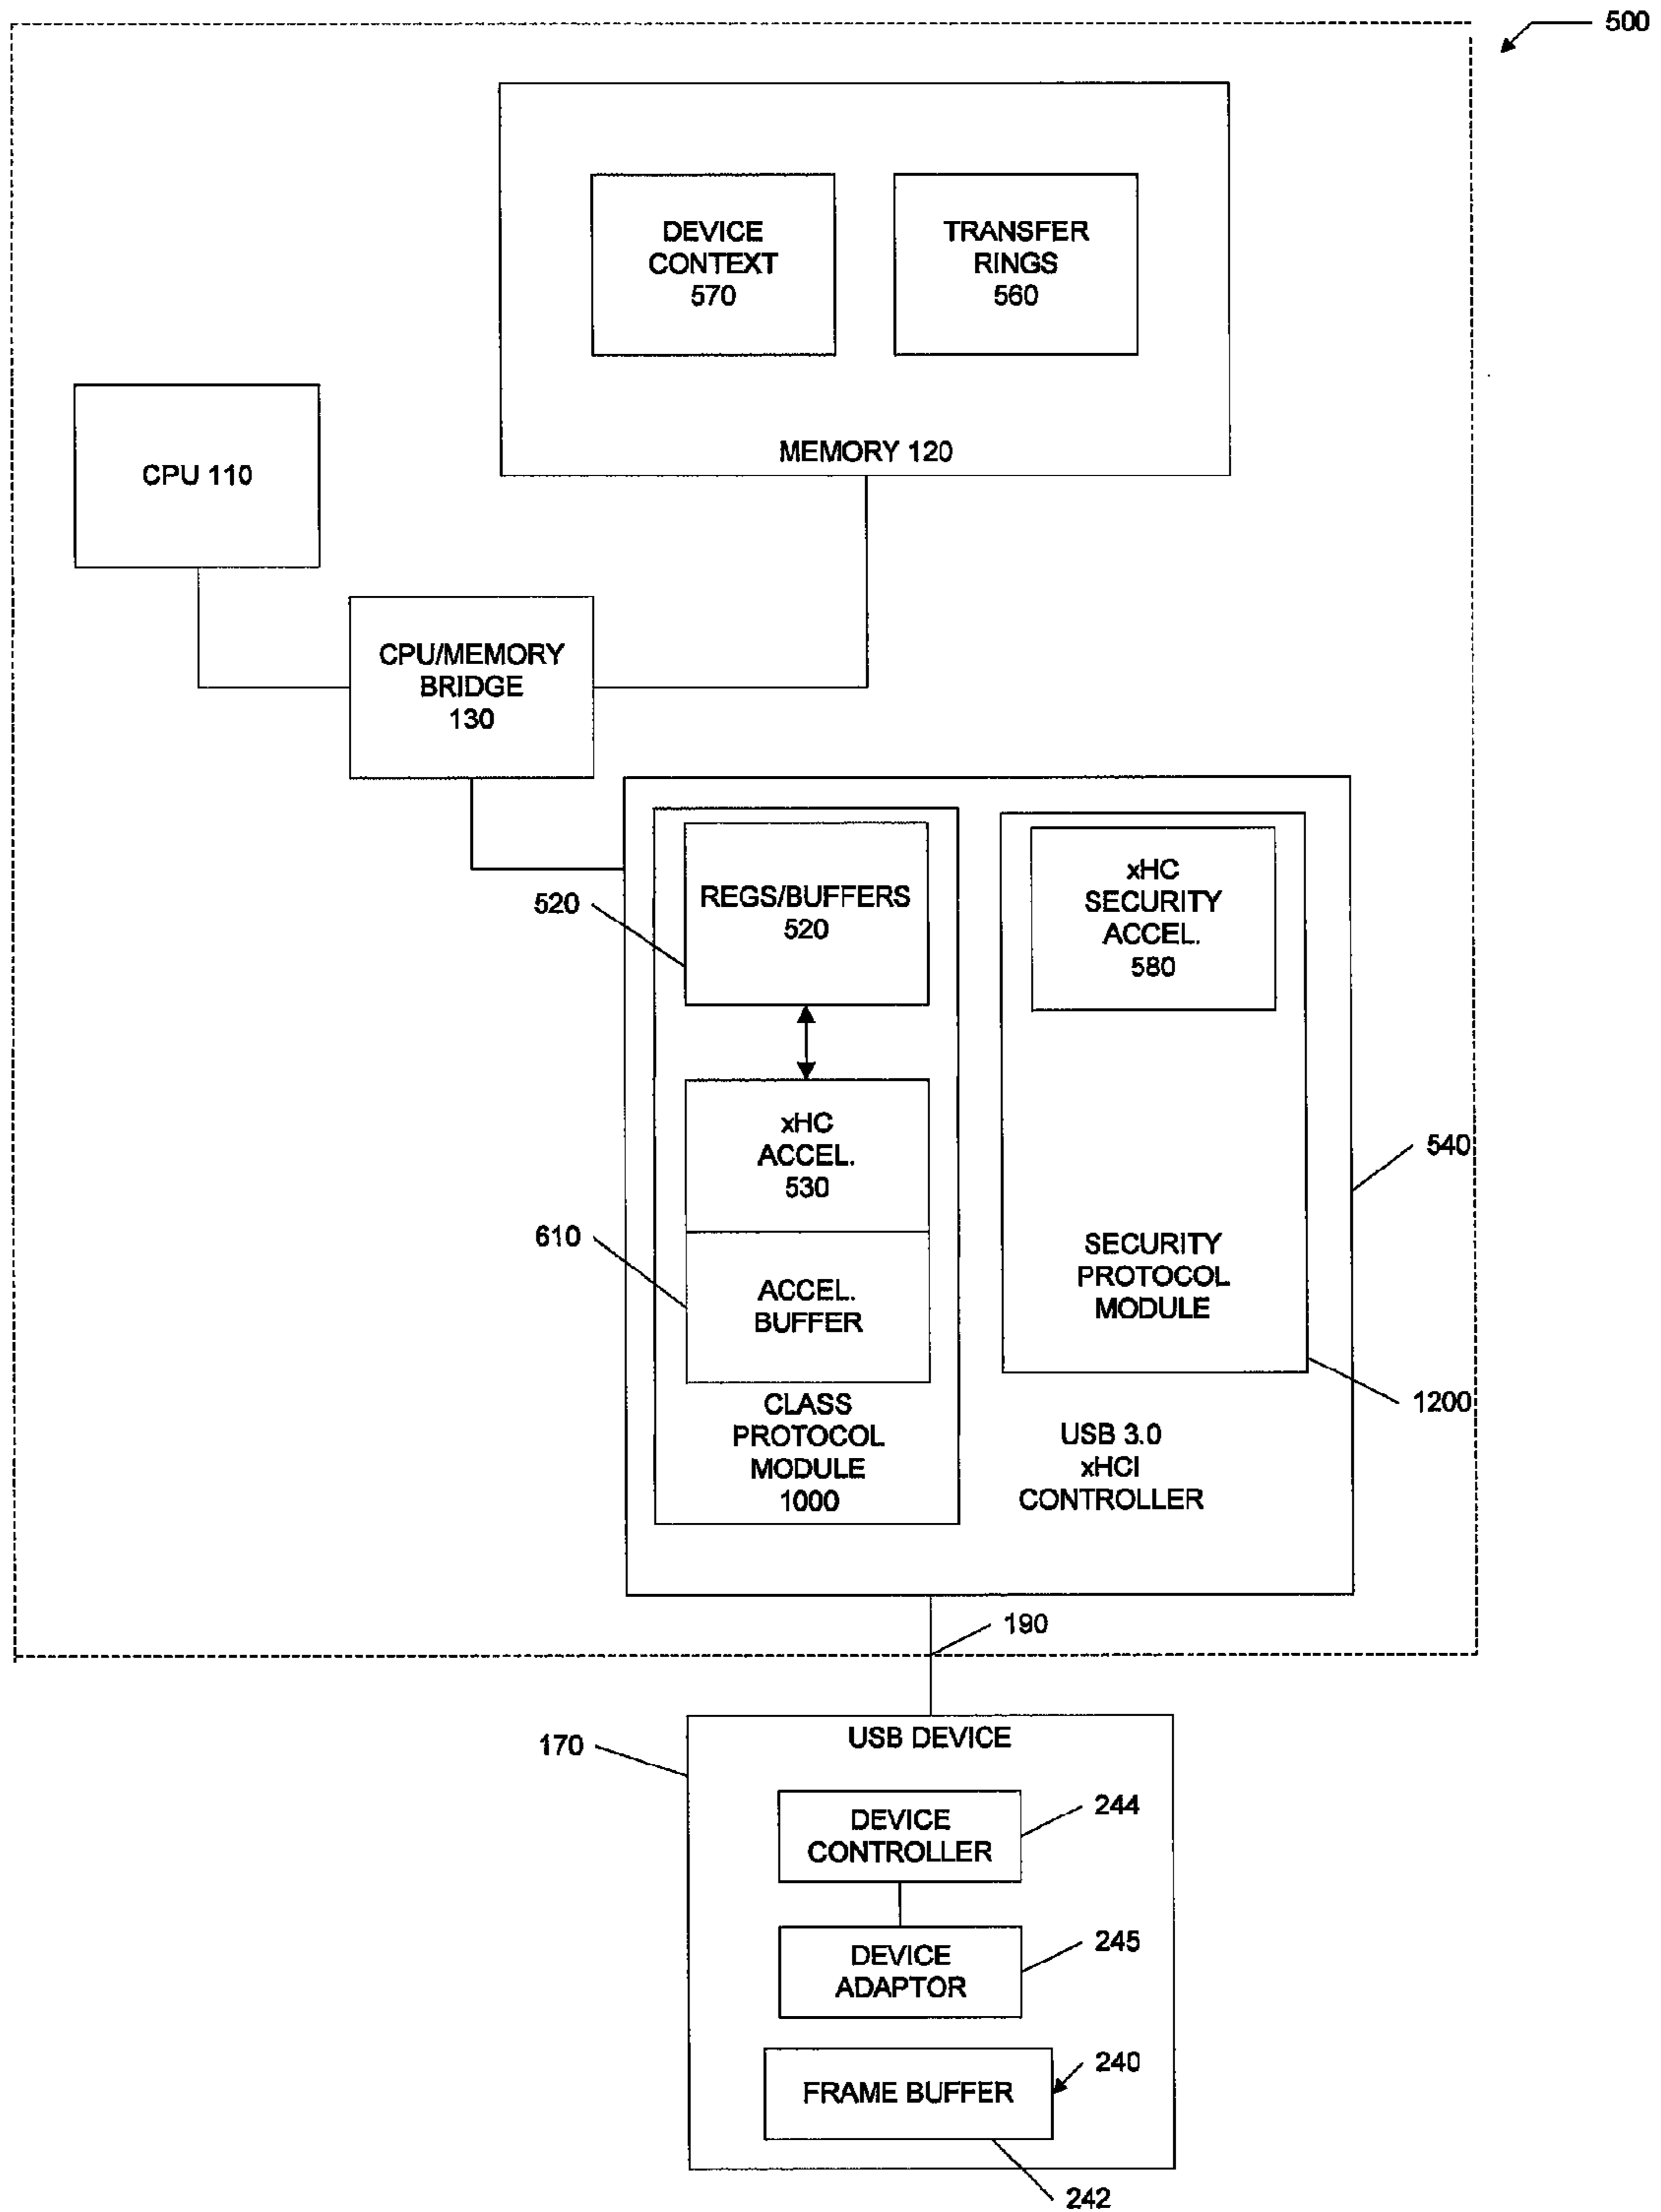 500
DEVICE
CONTEXT
570
TRANSFER
RINGS
560
MEMORY 120
CPU 110
CPU/MEMORY
BRIDGE
130
520
REGS/BUFFERS
520
xHC
SECURITY
ACCEL.
580
xHC
ACCEL.
530
540
610
ACCEL.
BUFFER
SECURITY
PROTOCOL
MODULE
1200
CLASS
PROTOCOL
MODULE
1000
USB 3.0
xHCI
CONTROLLER
190
170
USB DEVICE
DEVICE
CONTROLLER
244
DEVICE
ADAPTOR
245
FRAME BUFFER
240
242